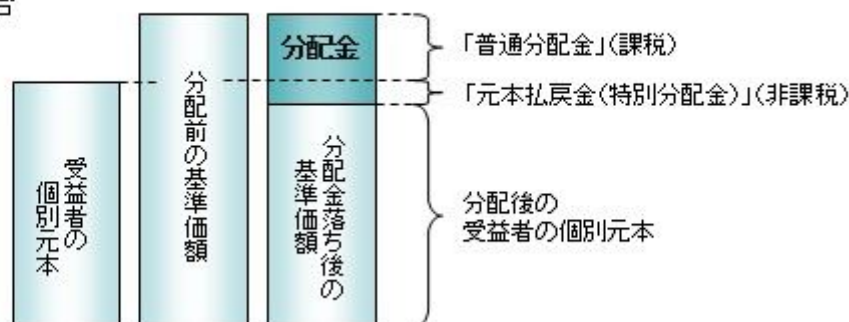 分配金
「普通分配金」(課税)
「元本払戻金(特別分配金)」(非課税)
受益者の
個別元本
分配前の基準価額
分配金落ち後の
基準価額
分配後の
受益者の個別元本